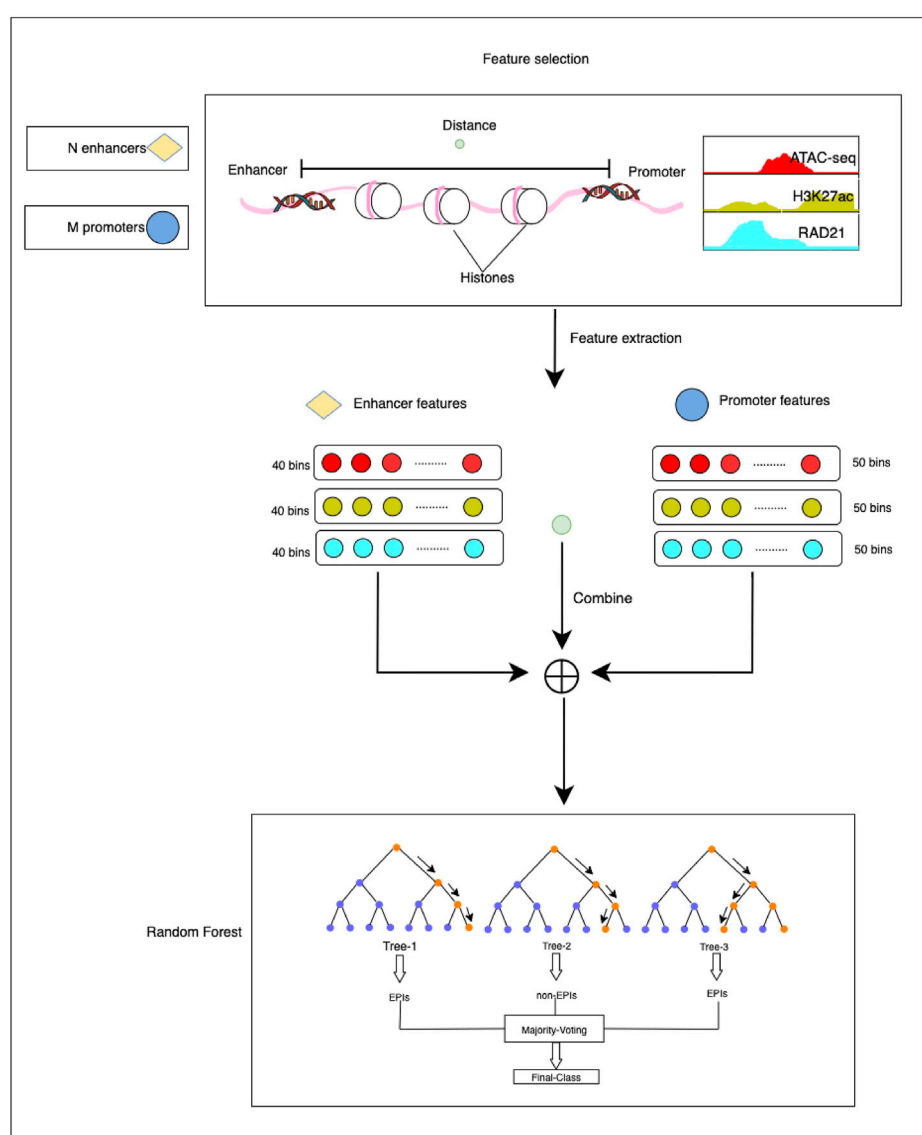 Feature selection
N enhancers
M promoters
Distance
Enhancer
Promoter
Histones
ATAC-seq
H3K27ac
RAD21
Feature extraction
Enhancer features
Promoter features
40 bins
50 bins
40 bins
50 bins
40 bins
50 bins
Combine
Random Forest
Tree-1
Tree-2
Tree-3
EPIs
non-EPIs
EPIs
Majority-Voting
Final-Class